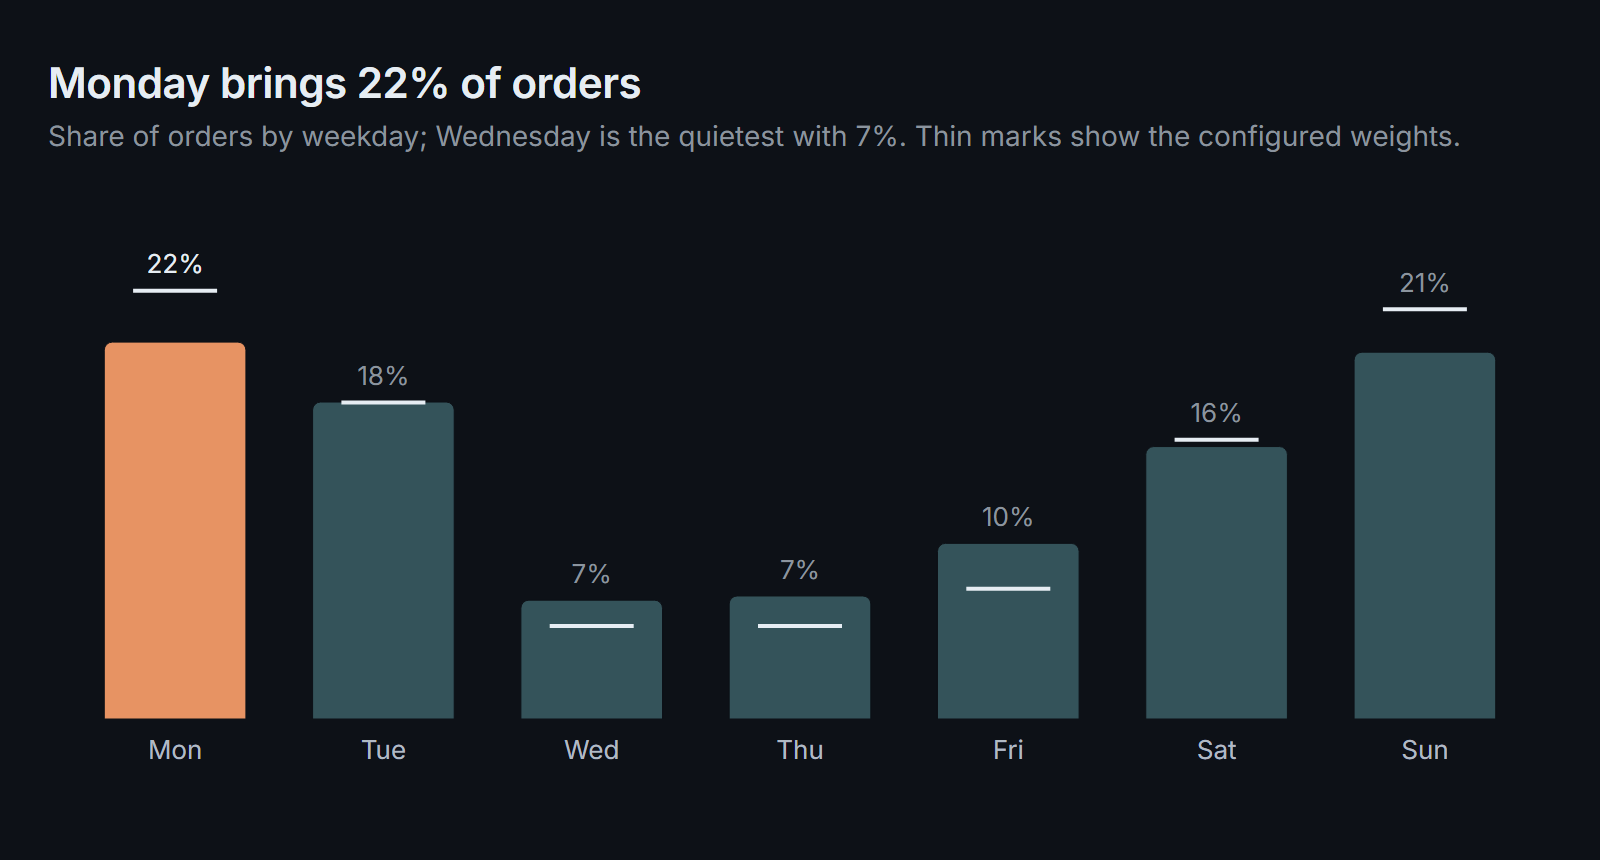 Monday brings 22% of orders
Share of orders by weekday; Wednesday is the quietest with 7%. Thin marks show the configured weights.
22%
18%
7%
7%
10%
16%
21%
Mon
Tue
Wed
Thu
Fri
Sat
Sun